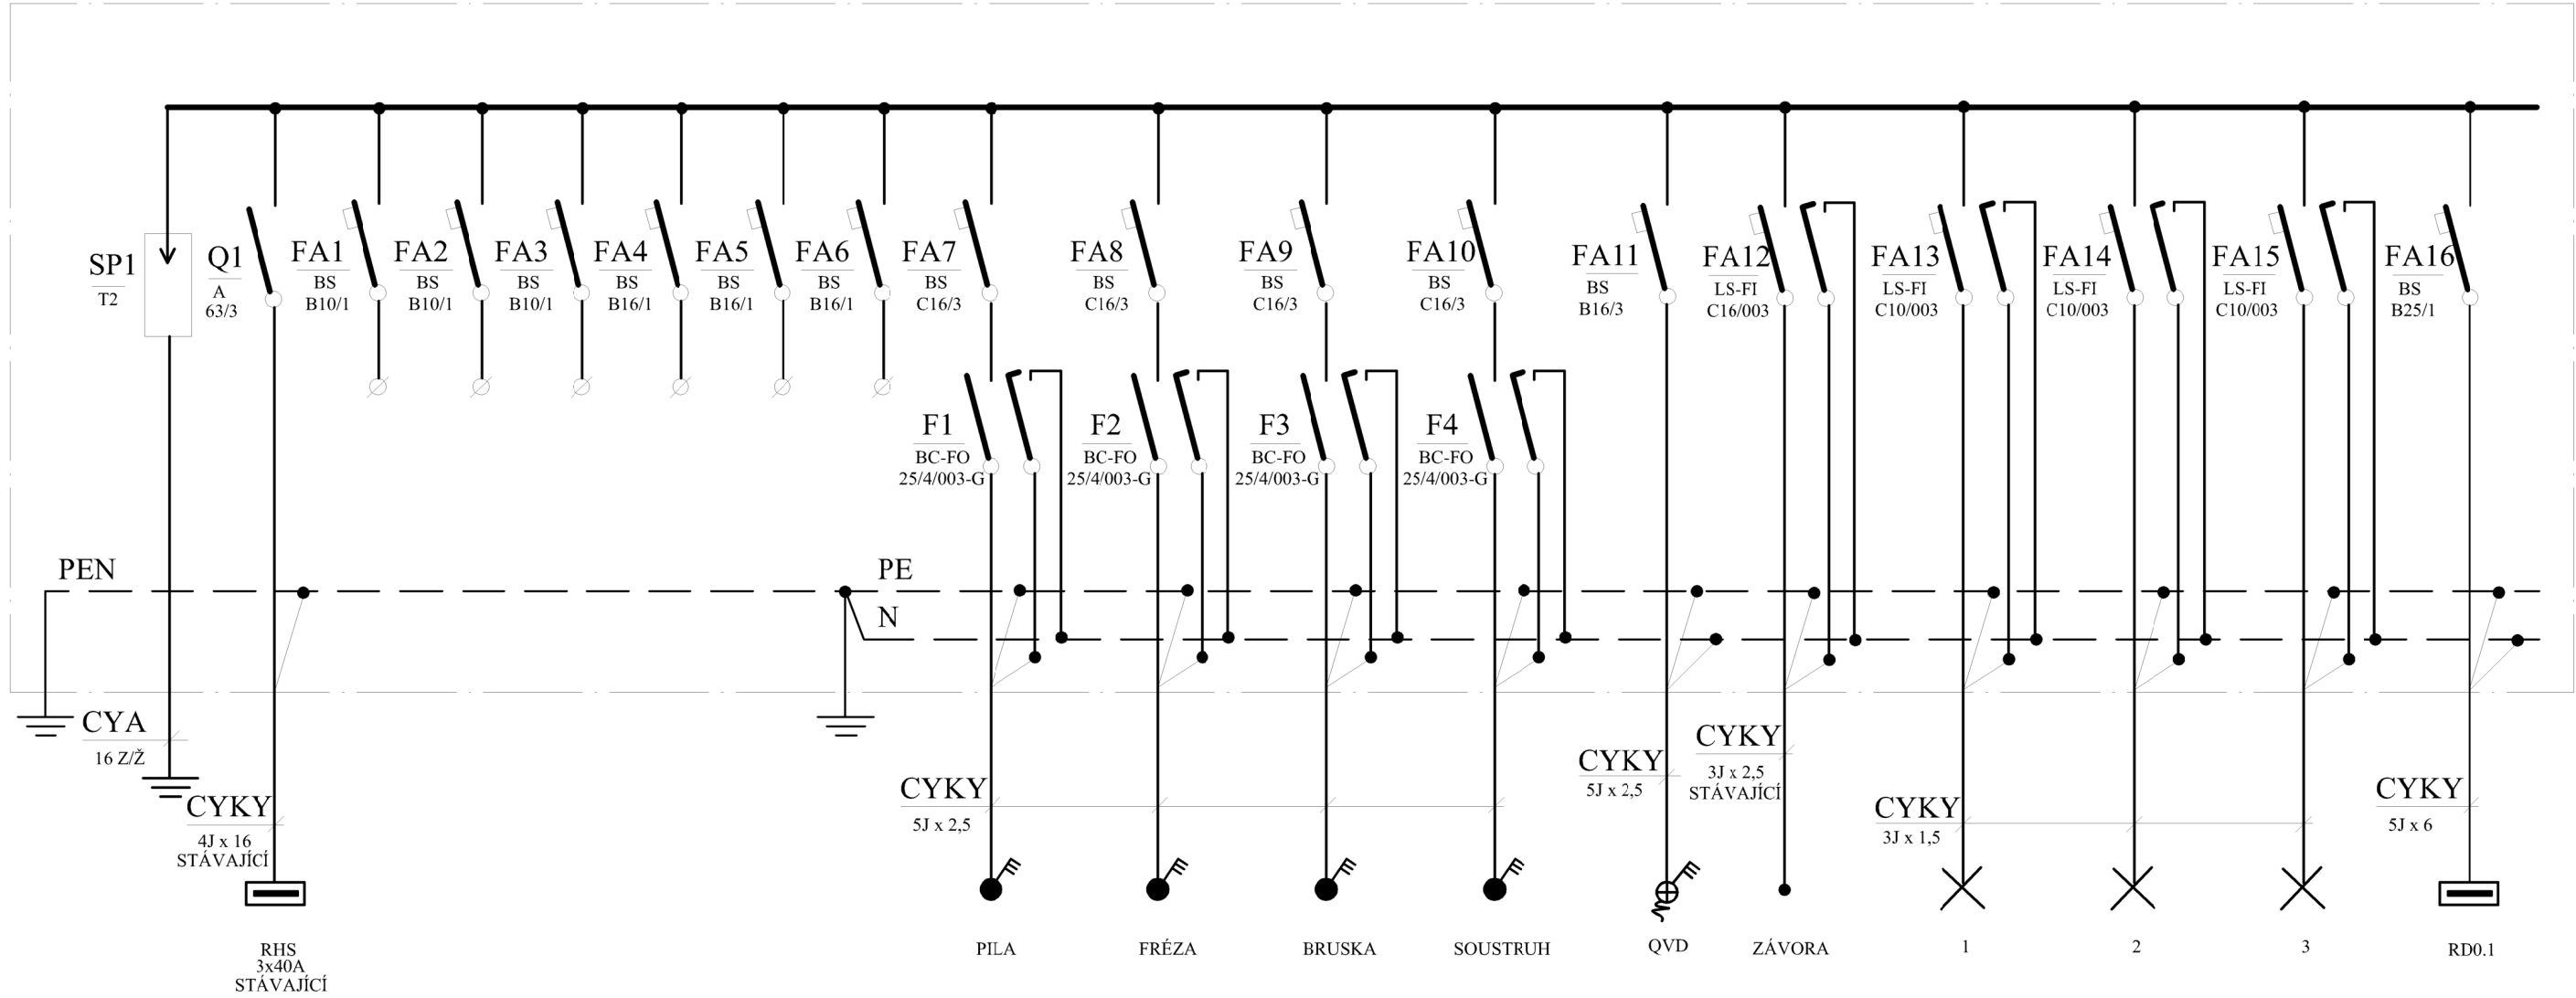 SP1
T2
Q1
A
63/3
FA1
BS
B10/1
FA2
BS
B10/1
FA3
BS
B10/1
FA4
BS
B16/1
FA5
BS
B16/1
FA6
BS
B16/1
FA7
BS
C16/3
FA8
BS
C16/3
FA9
BS
C16/3
FA10
BS
C16/3
FA11
BS
B16/3
FA12
LS-FI
C16/003
FA13
LS-FI
C10/003
FA14
LS-FI
C10/003
FA15
LS-FI
C10/003
FA16
BS
B25/1
F1
BC-FO
25/4/003-G
F2
BC-FO
25/4/003-G
F3
BC-FO
25/4/003-G
F4
BC-FO
25/4/003-G
PEN
PE
N
CYA
16 Z/Ž
CYKY
4J x 16
STÁVAJÍCÍ
CYKY
5J x 2,5
CYKY
5J x 2,5
CYKY
3J x 2,5
STÁVAJÍCÍ
CYKY
3J x 1,5
CYKY
5J x 6
RHS
3x40A
STÁVAJÍCÍ
PILA
FRÉZA
BRUSKA
SOUSTRUH
QVD
ZÁVORA
1
2
3
RD0.1